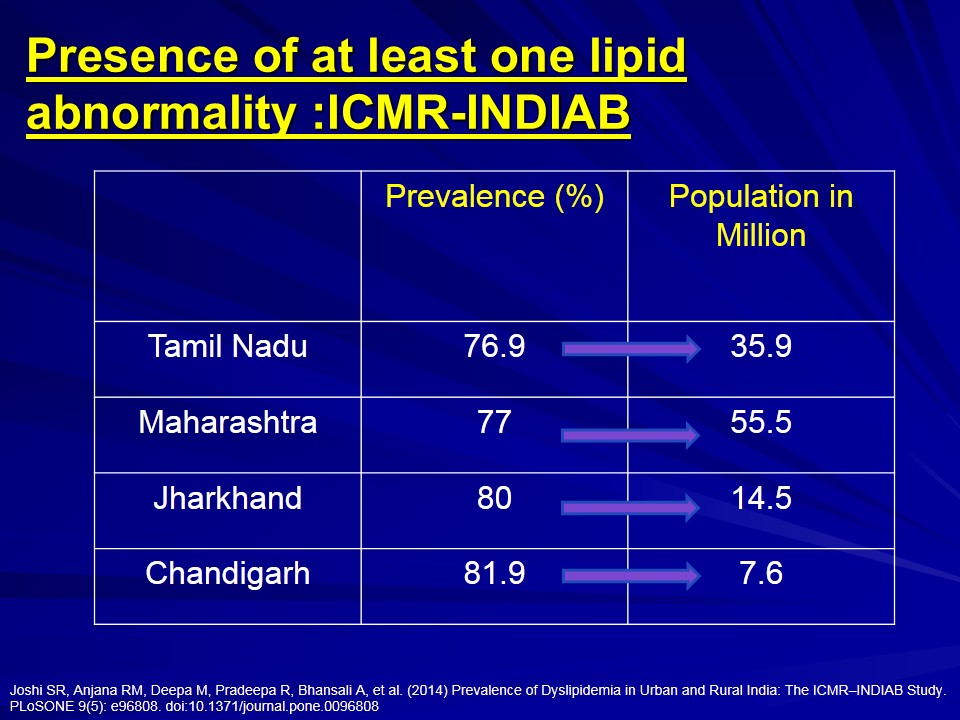 Presence of at least one lipid
abnormality :ICMR-INDIAB
Prevalence (%)
Population in
Million
Tamil Nadu 76.9 35.9
Maharashtra 77 55.5
Jharkhand 80 14.5
Chandigarh 81.9 7.6
Joshi SR, Anjana RM, Deepa M, Pradeepa R, Bhansali A, et al. (2014) Prevalence of Dyslipidemia in Urban and Rural India: The ICMR–INDIAB Study.
PLoSONE 9(5): e96808. doi:10.1371/journal.pone.0096808